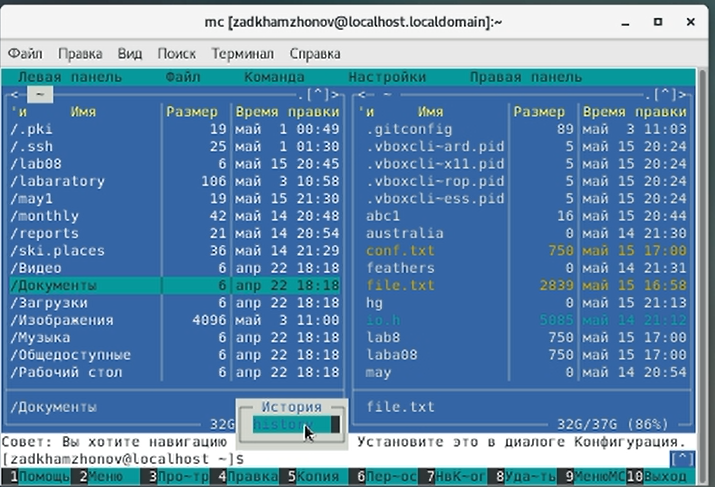 mc [zadkhamzhonov@localhost.localdomain]:~
Файл Правка Вид Поиск Терминал Справка
Левая панель Файл Команда Настройки Правая панель
<─ ~ ─.[^]>
'и Имя Размер Время правки
/.pki 19 май 1 00:49
/.ssh 25 май 1 01:30
/lab08 6 май 15 20:45
/labaratory 106 май 3 10:58
/may1 19 май 15 21:30
/monthly 42 май 14 20:48
/reports 21 май 14 20:54
/ski.places 36 май 14 21:29
/Видео 6 апр 22 18:18
/Документы 6 апр 22 18:18
/Загрузки 6 апр 22 18:18
/Изображения 4096 май 3 11:00
/Музыка 6 апр 22 18:18
/Общедоступные 6 апр 22 18:18
/Рабочий стол 6 апр 22 18:18
/Документы
32G
<─ ~ ─.[^]>
'и Имя Размер Время правки
.gitconfig 89 май 3 11:03
.vboxcli~ard.pid 5 май 15 20:24
.vboxcli~x11.pid 5 май 15 20:24
.vboxcli~rop.pid 5 май 15 20:24
.vboxcli~ess.pid 5 май 15 20:24
abc1 16 май 15 20:44
australia 0 май 14 21:30
conf.txt 750 май 15 17:00
feathers 0 май 14 21:31
file.txt 2839 май 15 16:58
hg 0 май 15 21:13
io.h 5085 май 14 21:12
lab8 750 май 15 17:00
laba08 750 май 15 17:00
may 0 май 14 20:54
file.txt
32G/37G (86%)
История
history
Совет: Вы хотите навигацию Установите это в диалоге Конфигурация.
[zadkhamzhonov@localhost ~]$ [^]
1Помощь 2Меню 3Про~тр 4Правка 5Копия 6Пер~ос 7НвК~ог 8Уда~ть 9МенюМС 10Выход